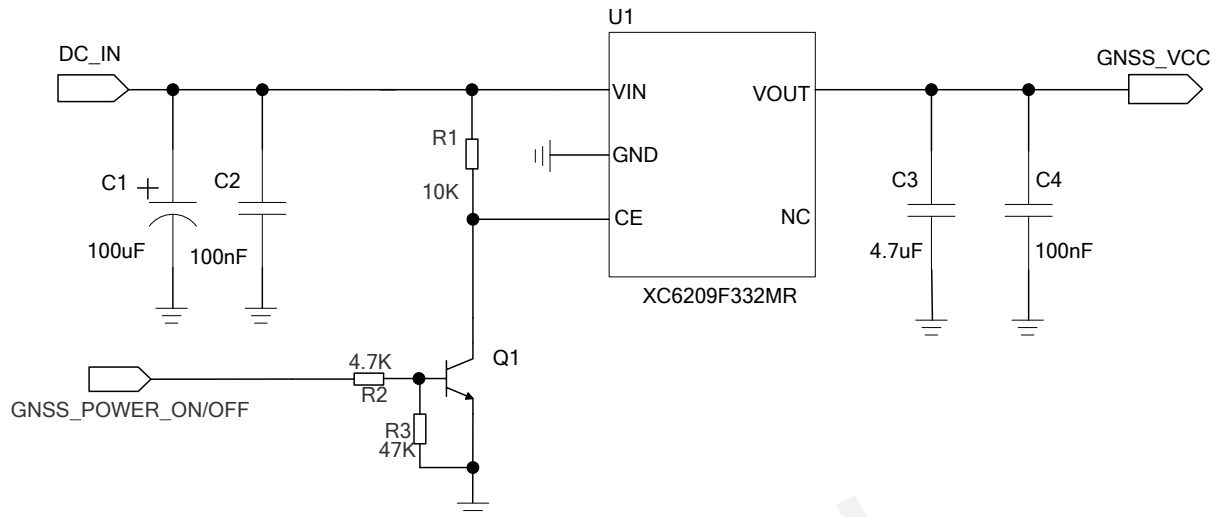 U1
DC_IN
GNSS_VCC
VIN
VOUT
R1
GND
C1
+
C2
10K
C3
C4
CE
NC
100uF
100nF
4.7uF
100nF
XC6209F332MR
4.7K
Q1
R2
GNSS_POWER_ON/OFF
R3
47K